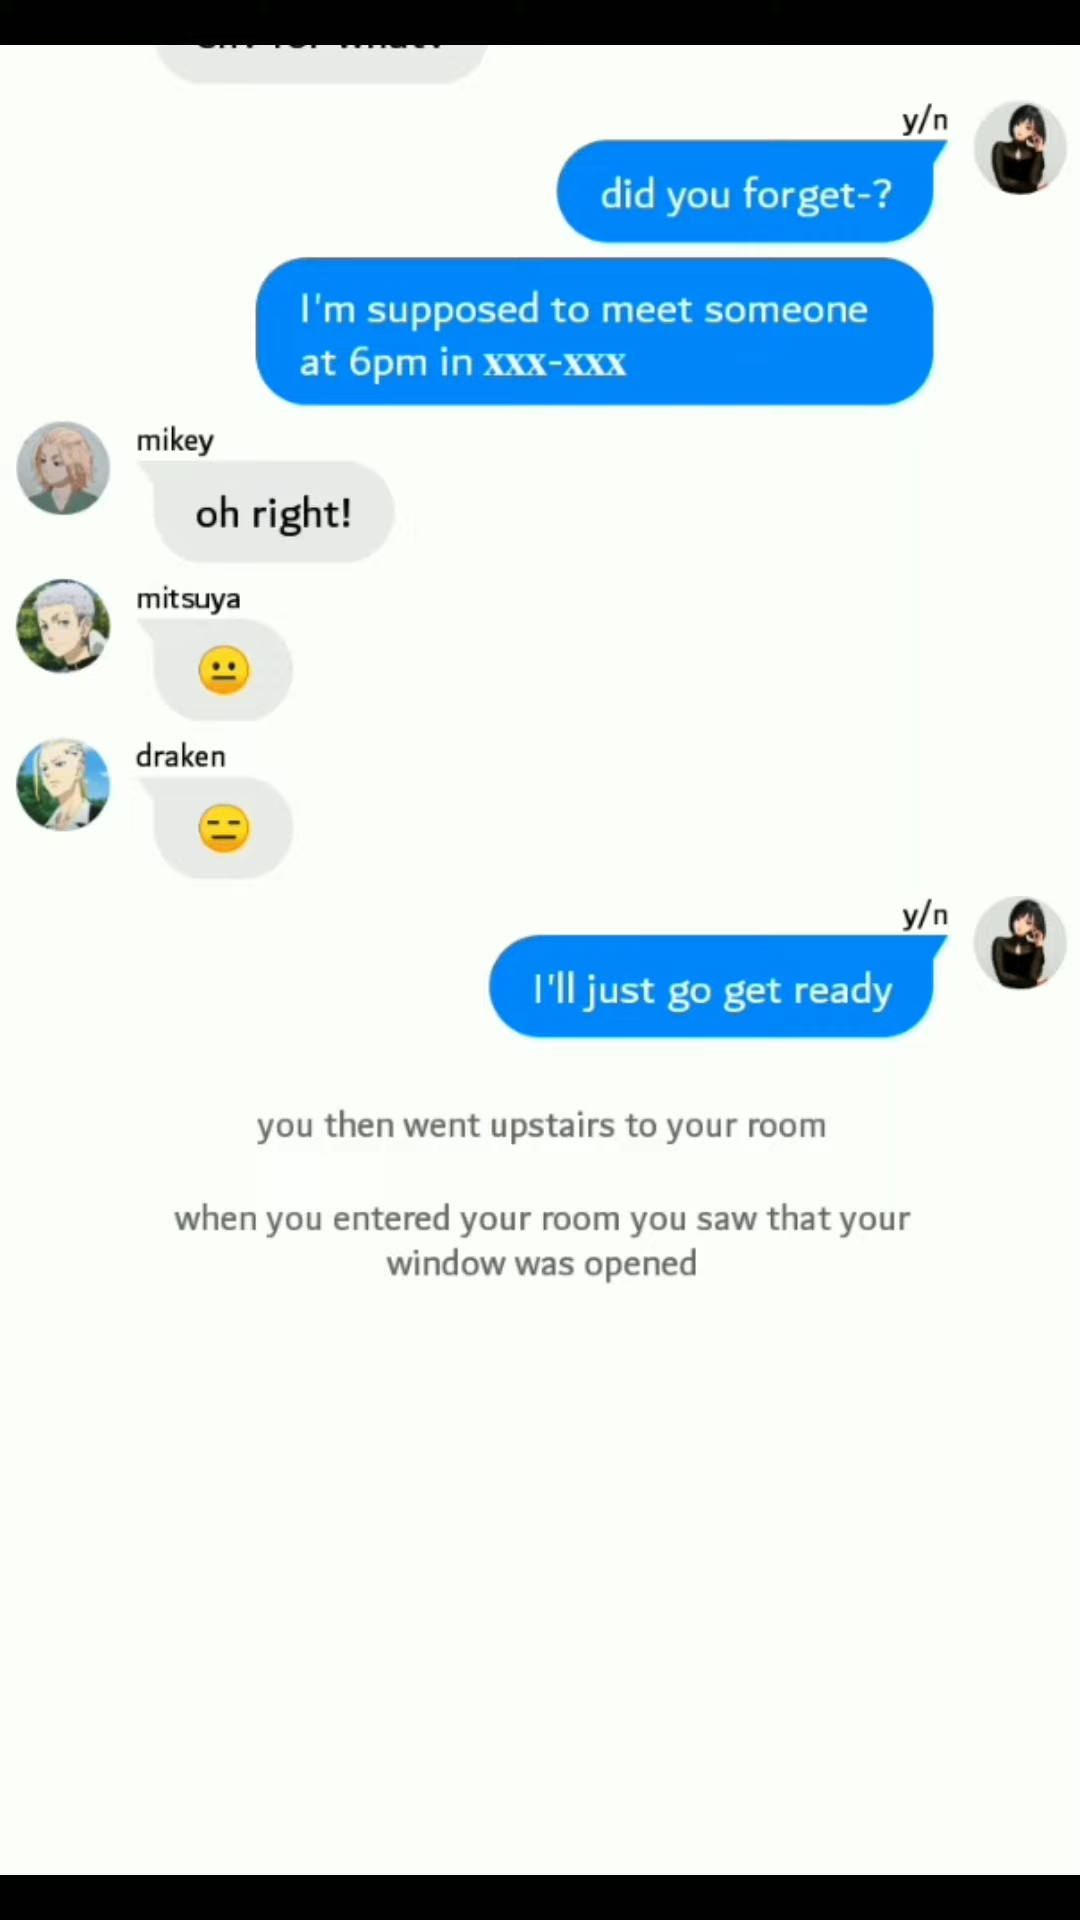 y/n
did you forget-?
I'm supposed to meet someone
at 6pm in xxx-xxx
mikey
oh right!
mitsuya
😐
draken
😑
y/n
I'll just go get ready
you then went upstairs to your room
when you entered your room you saw that your
window was opened